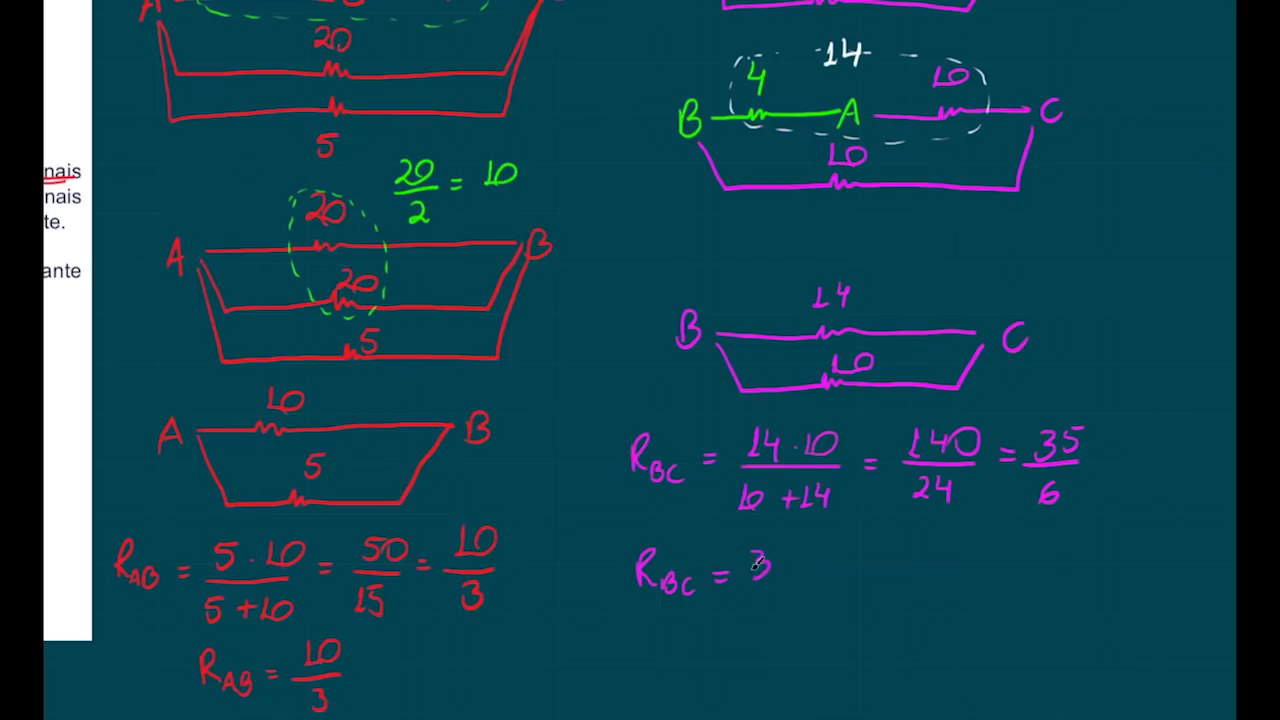 nais
nais
te.
ante
A
20
5
20/2 = 10
20
A B
20
5
10
A B
5
R_AB = (5 · 10)/(5 + 10) = 50/15 = 10/3
R_AB = 10/3
14
4 10
B A C
10
14
B C
10
R_BC = (14 · 10)/(10 + 14) = 140/24 = 35/6
R_BC = 3